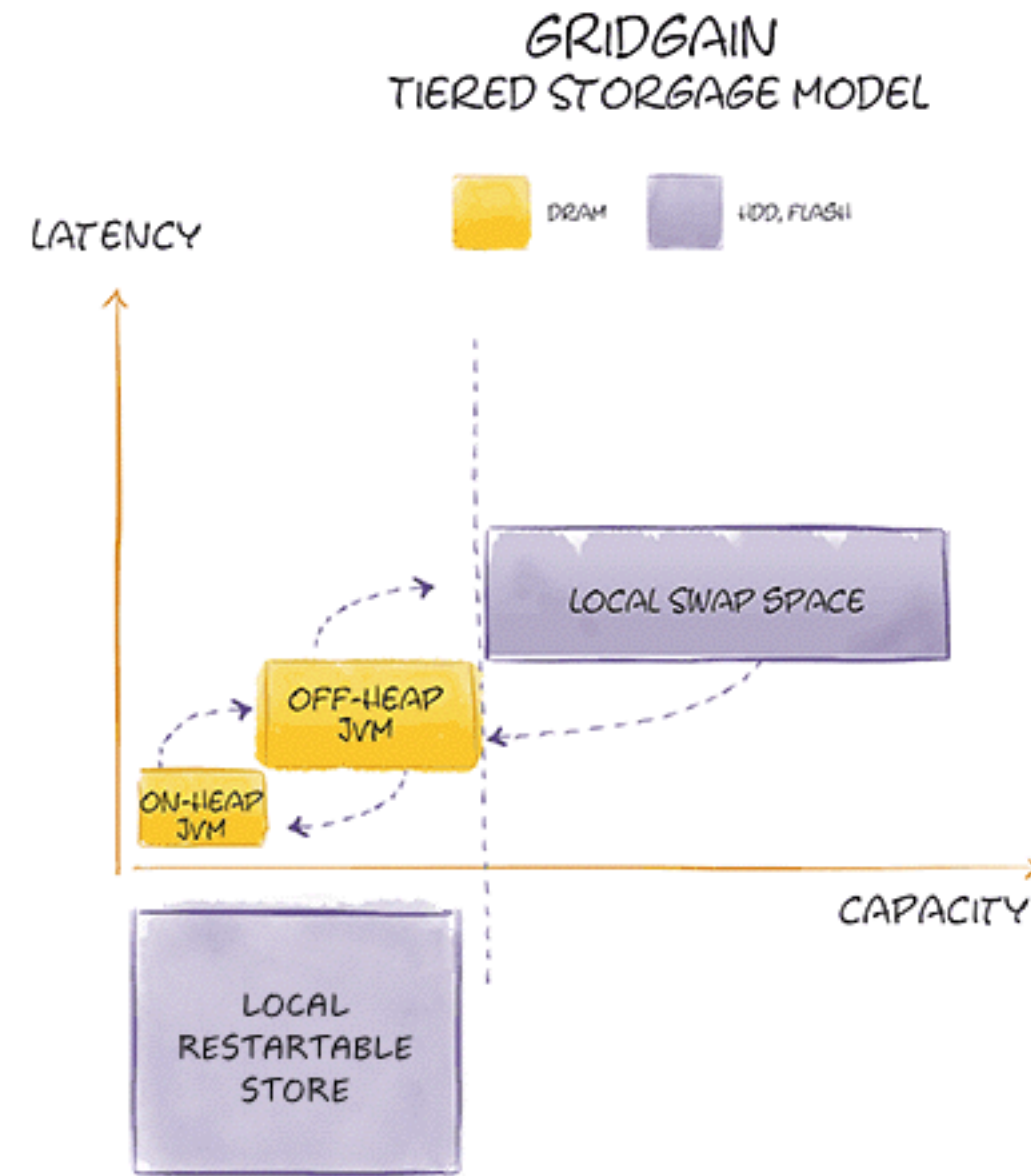 GRIDGAIN
TIERED STORGAGE MODEL
DRAM
HDD, FLASH
LATENCY
LOCAL SWAP SPACE
OFF-HEAP
JVM
ON-HEAP
JVM
CAPACITY
LOCAL
RESTARTABLE
STORE